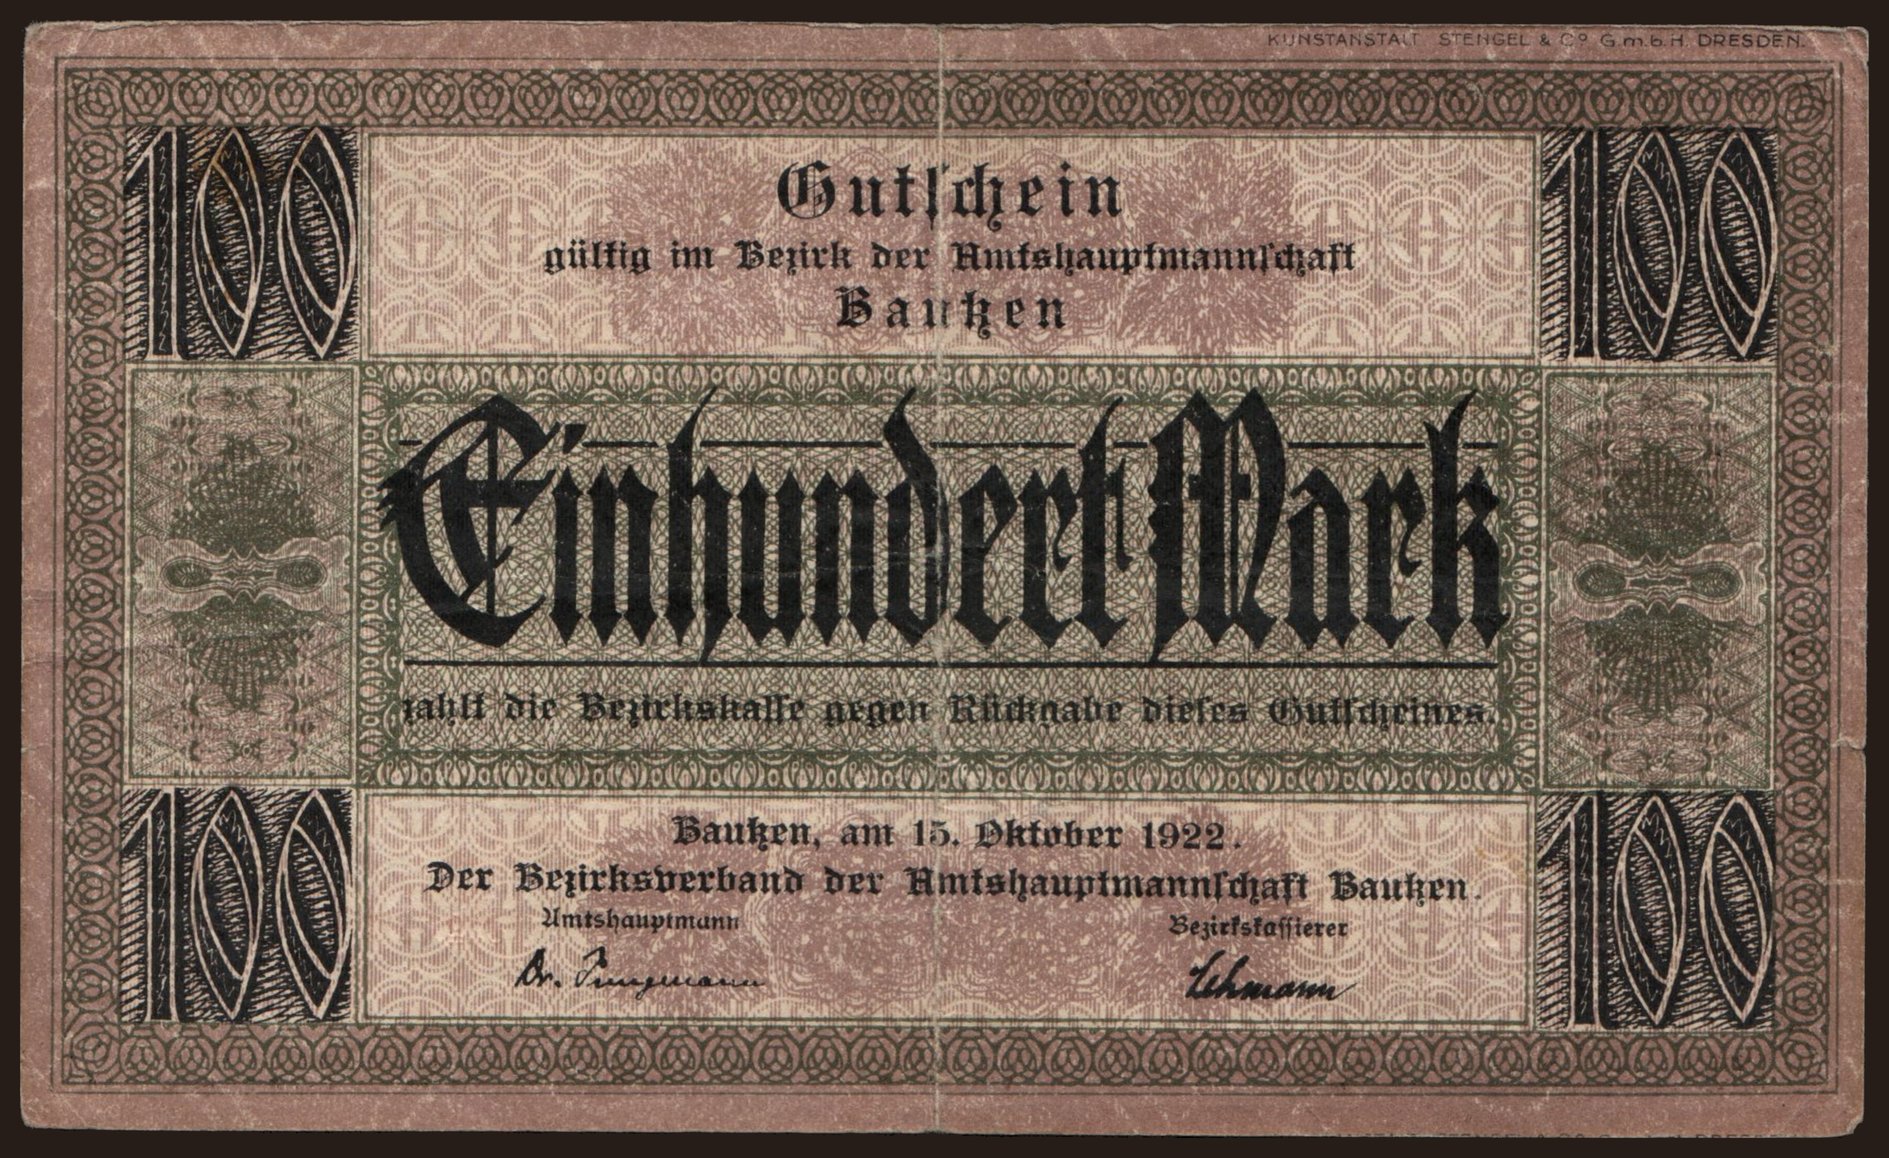 KUNSTANSTALT STENGEL & Co G.m.b.H. DRESDEN.
100 100
Gutschein
gültig im Bezirk der Amtshauptmannschaft
Bautzen
Einhundert Mark
zahlt die Bezirkskasse gegen Rückgabe dieses Gutscheines.
100 100
Bautzen, am 15. Oktober 1922.
Der Bezirksverband der Amtshauptmannschaft Bautzen.
Amtshauptmann Bezirkskassierer
Dr. Lehmann